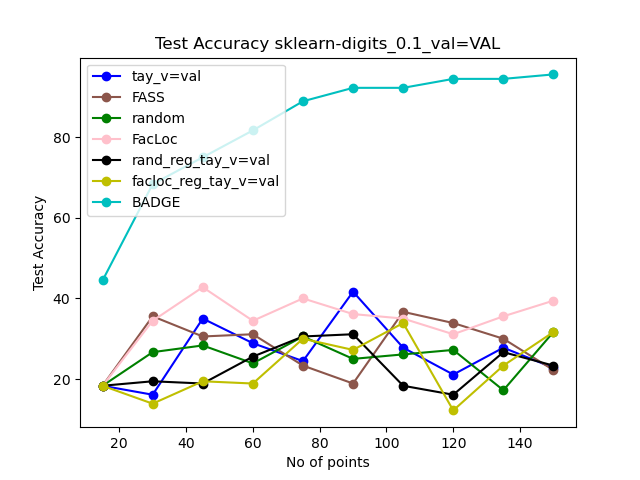 Test Accuracy sklearn-digits_0.1_val=VAL
tay_v=val
FASS
random
FacLoc
rand_reg_tay_v=val
facloc_reg_tay_v=val
BADGE
80
60
40
20
Test Accuracy
20 40 60 80 100 120 140
No of points